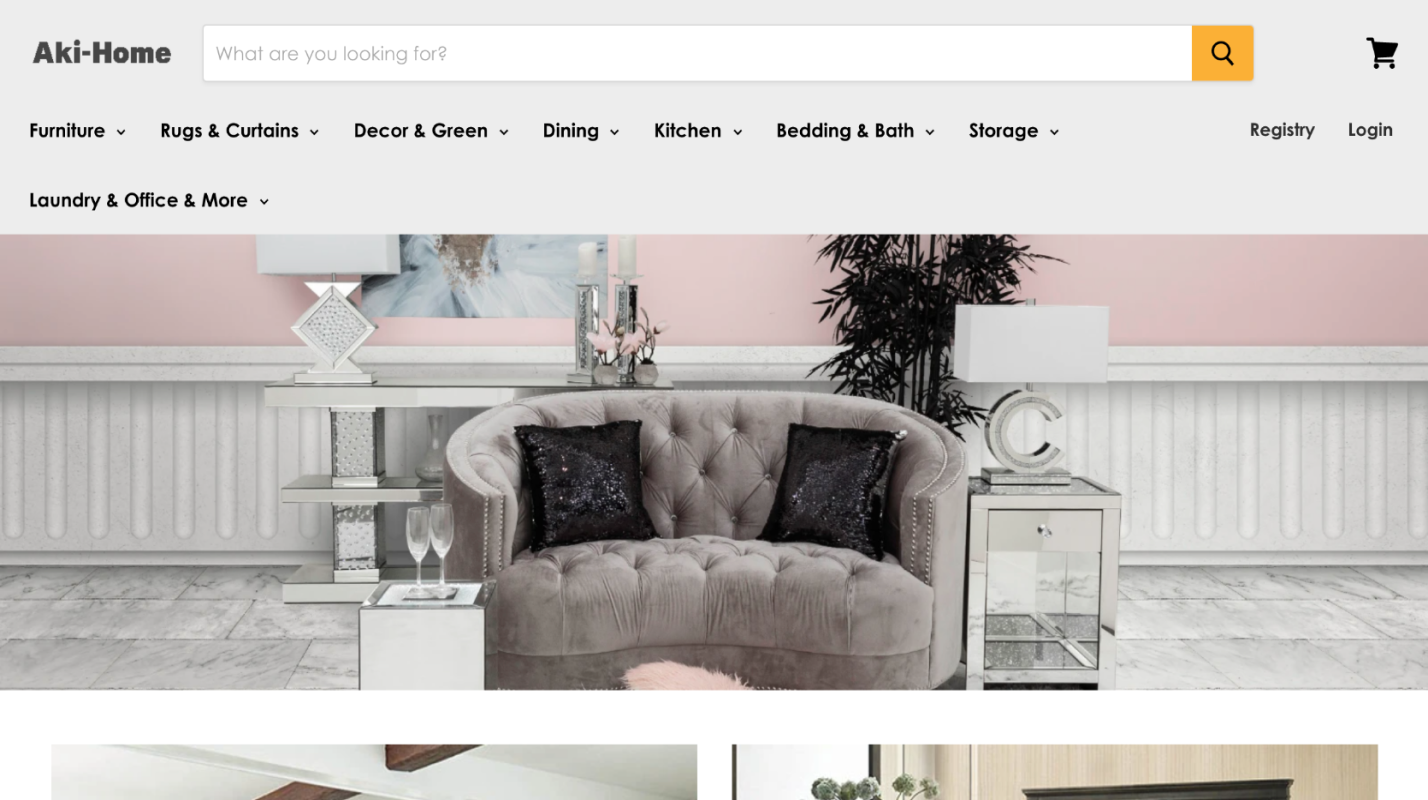 Aki-Home
What are you looking for?
Furniture Rugs & Curtains Decor & Green Dining Kitchen Bedding & Bath Storage Registry Login
Laundry & Office & More